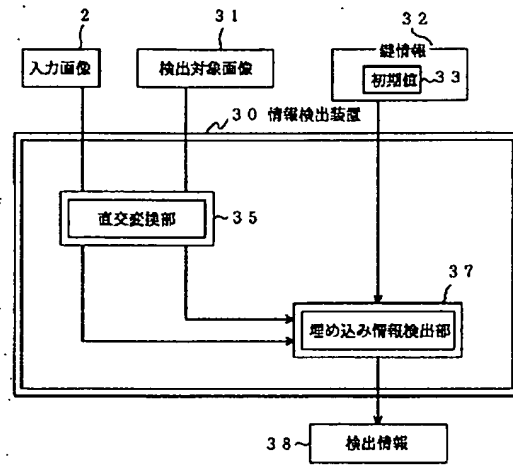 2
31
32
入力画像
検出対象画像
鍵情報
初期値
33
30 情報検出装置
直交変換部
35
37
埋め込み情報検出部
38
検出情報